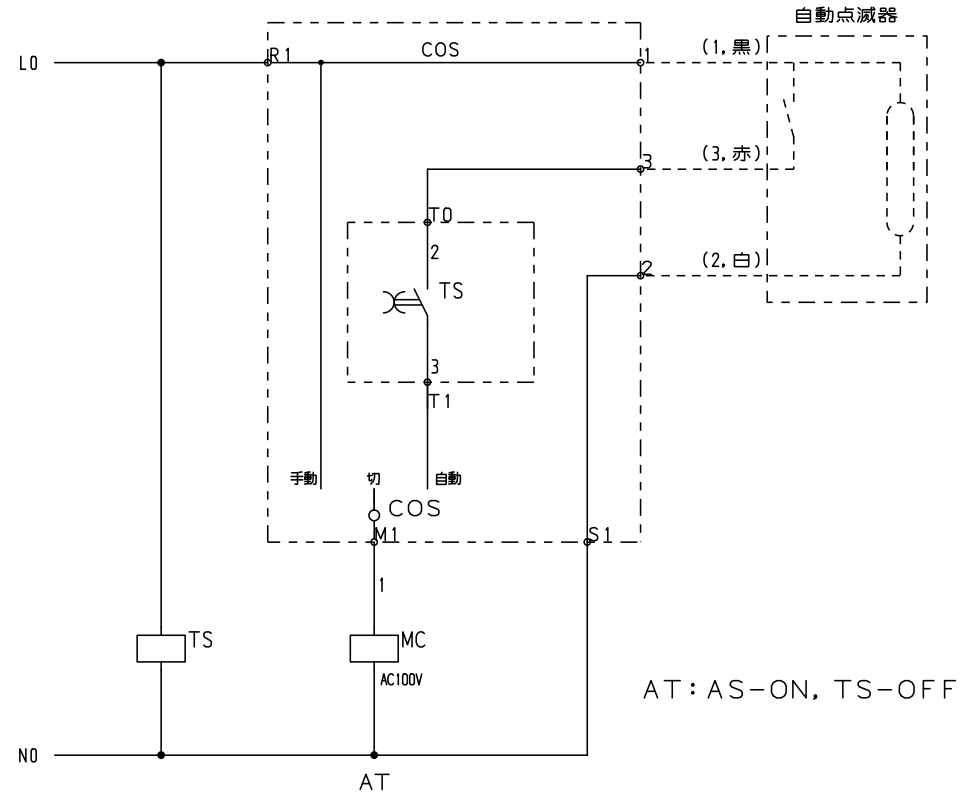 自動点滅器
L0
R1
COS
1
(1,黒)
3
(3,赤)
T0
2
2
(2,白)
TS
3
T1
手動
切
自動
COS
M1
S1
1
TS
MC
AC100V
AT:AS-ON, TS-OFF
N0
AT